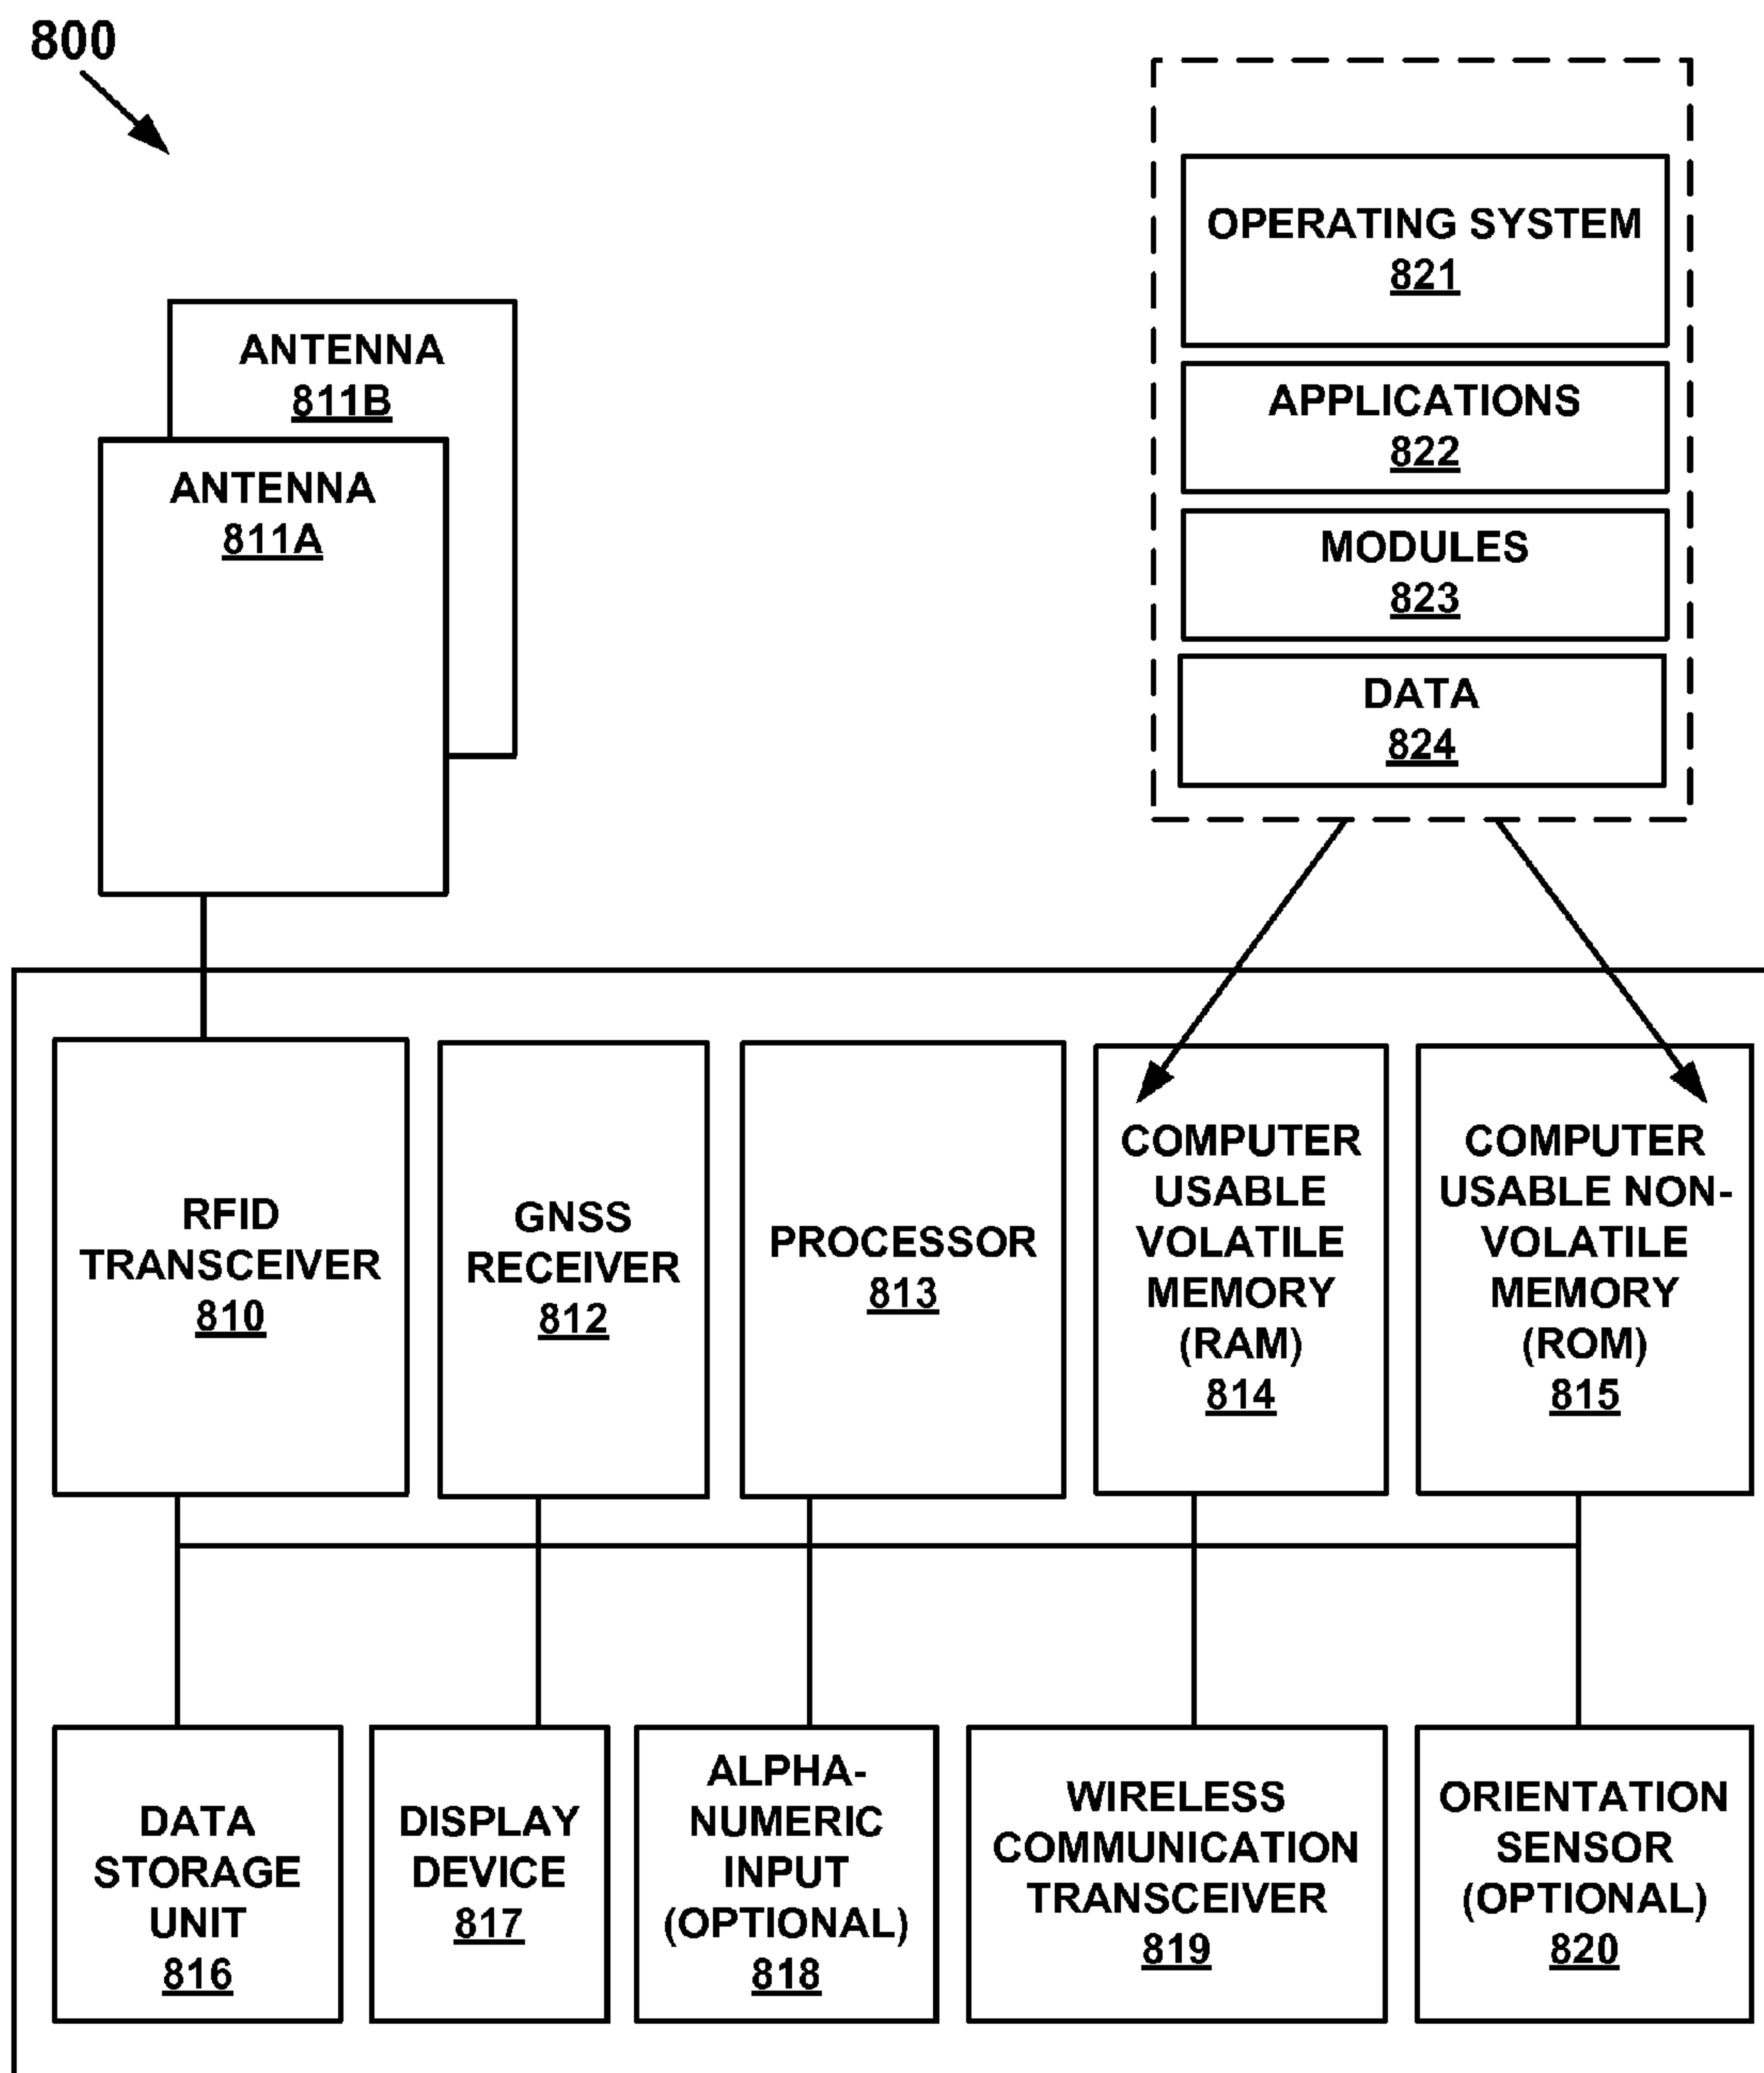 800
OPERATING SYSTEM
821
APPLICATIONS
822
MODULES
823
DATA
824
ANTENNA
811B
ANTENNA
811A
RFID
TRANSCEIVER
810
GNSS
RECEIVER
812
PROCESSOR
813
COMPUTER
USABLE
VOLATILE
MEMORY
(RAM)
814
COMPUTER
USABLE NON-
VOLATILE
MEMORY
(ROM)
815
DATA
STORAGE
UNIT
816
DISPLAY
DEVICE
817
ALPHA-
NUMERIC
INPUT
(OPTIONAL)
818
WIRELESS
COMMUNICATION
TRANSCEIVER
819
ORIENTATION
SENSOR
(OPTIONAL)
820